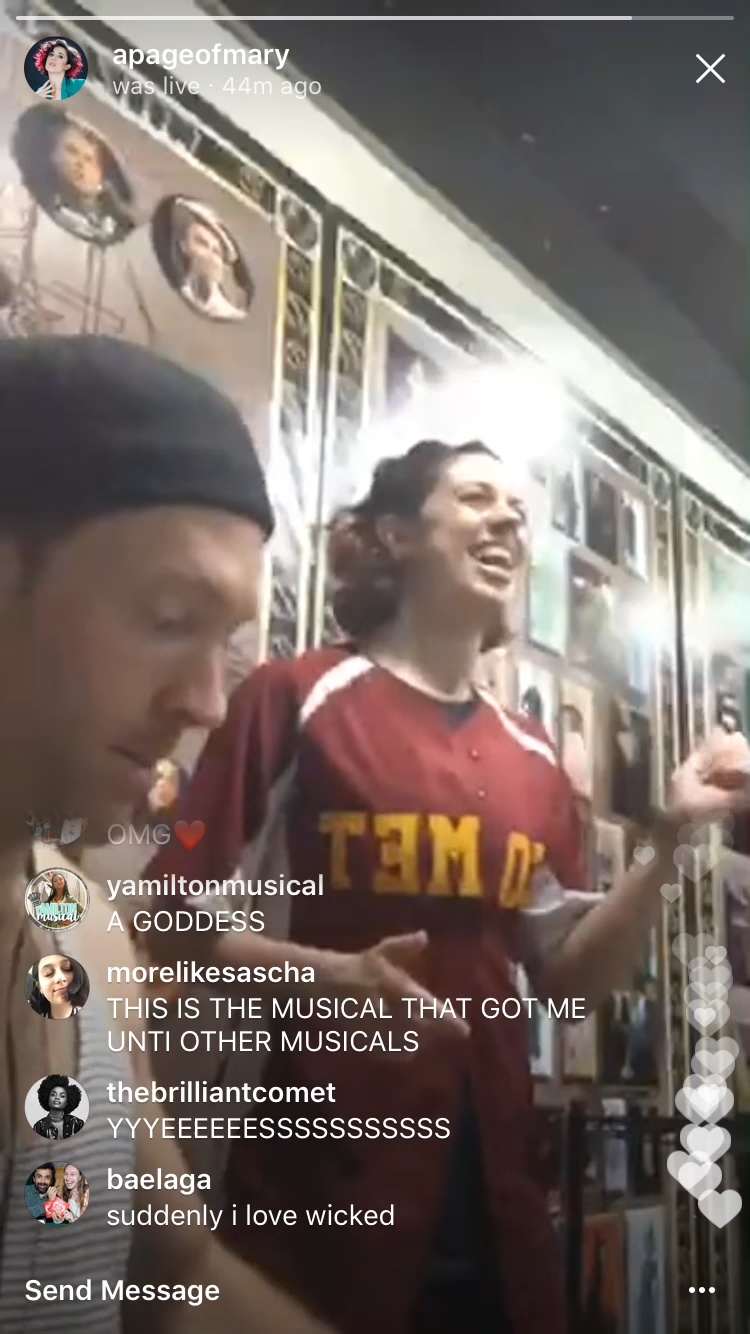 apageofmary
was live · 44m ago
OMG❤️
yamiltonmusical
A GODDESS
morelikesascha
THIS IS THE MUSICAL THAT GOT ME
UNTI OTHER MUSICALS
thebrilliantcomet
YYYEEEEEESSSSSSSSSSS
baelaga
suddenly i love wicked
Send Message